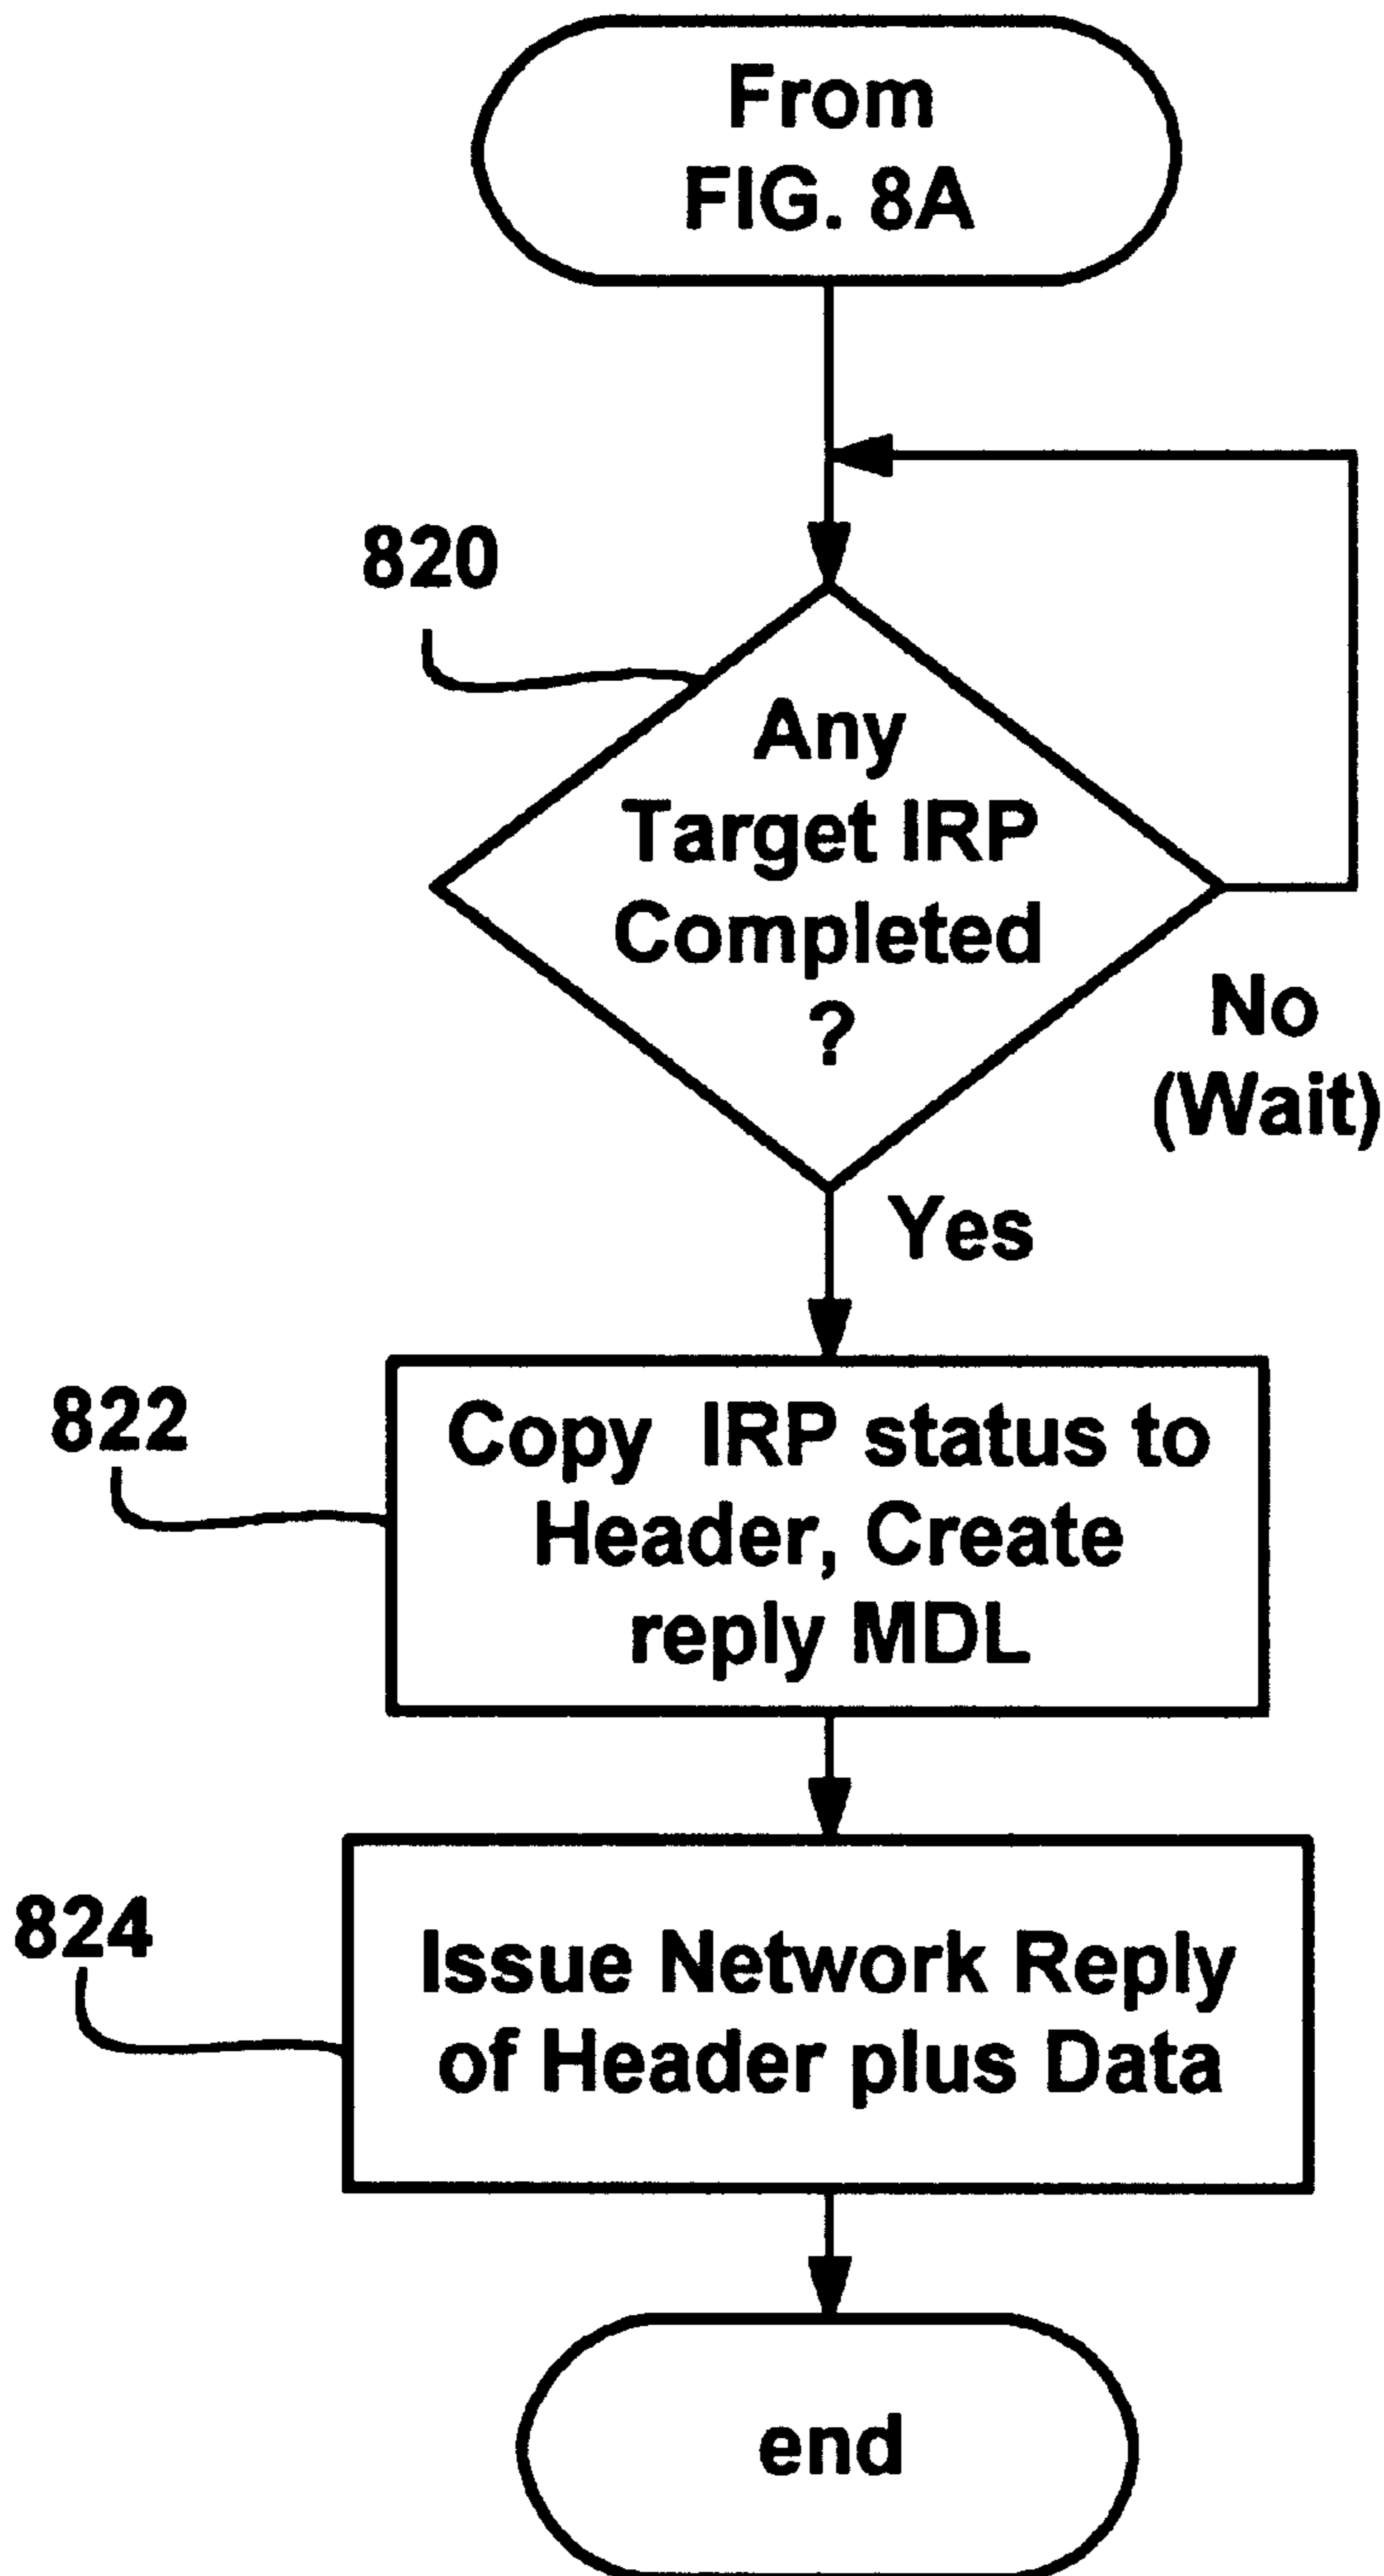 From
FIG. 8A
820
Any
Target IRP
Completed
?
No
(Wait)
Yes
822
Copy IRP status to
Header, Create
reply MDL
824
Issue Network Reply
of Header plus Data
end